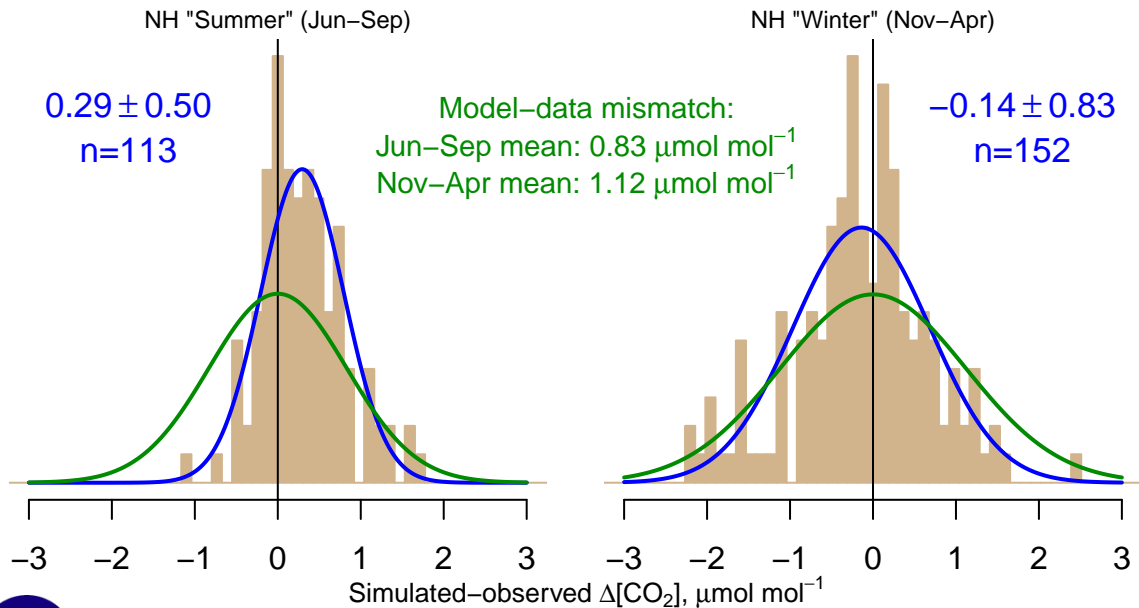 NH "Summer" (Jun−Sep)
NH "Winter" (Nov−Apr)
0.29 ± 0.50
n=113
Model−data mismatch:
Jun−Sep mean: 0.83 μmol mol⁻¹
Nov−Apr mean: 1.12 μmol mol⁻¹
−0.14 ± 0.83
n=152
−3 −2 −1 0 1 2 3
−3 −2 −1 0 1 2 3
Simulated−observed Δ[CO₂], μmol mol⁻¹